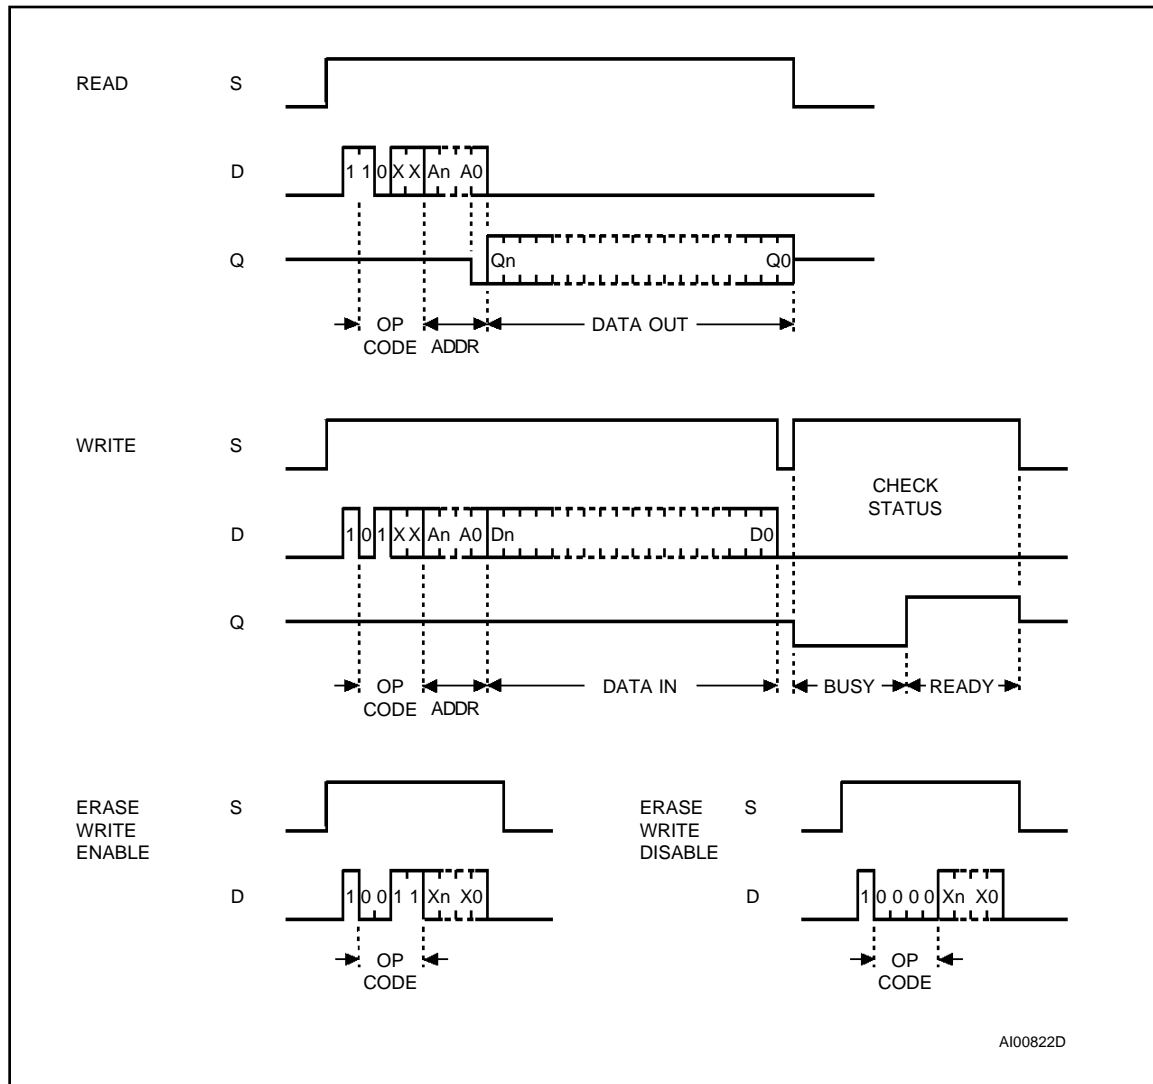 READ S
D 1 1 0 X X An A0
Q Qn Q0
OP CODE ADDR DATA OUT
WRITE S
CHECK STATUS
D 1 0 1 X X An A0 Dn D0
Q
OP CODE ADDR DATA IN BUSY READY
ERASE WRITE ENABLE S
D 1 0 0 1 1 Xn X0
OP CODE
ERASE WRITE DISABLE S
D 1 0 0 0 0 Xn X0
OP CODE
AI00822D